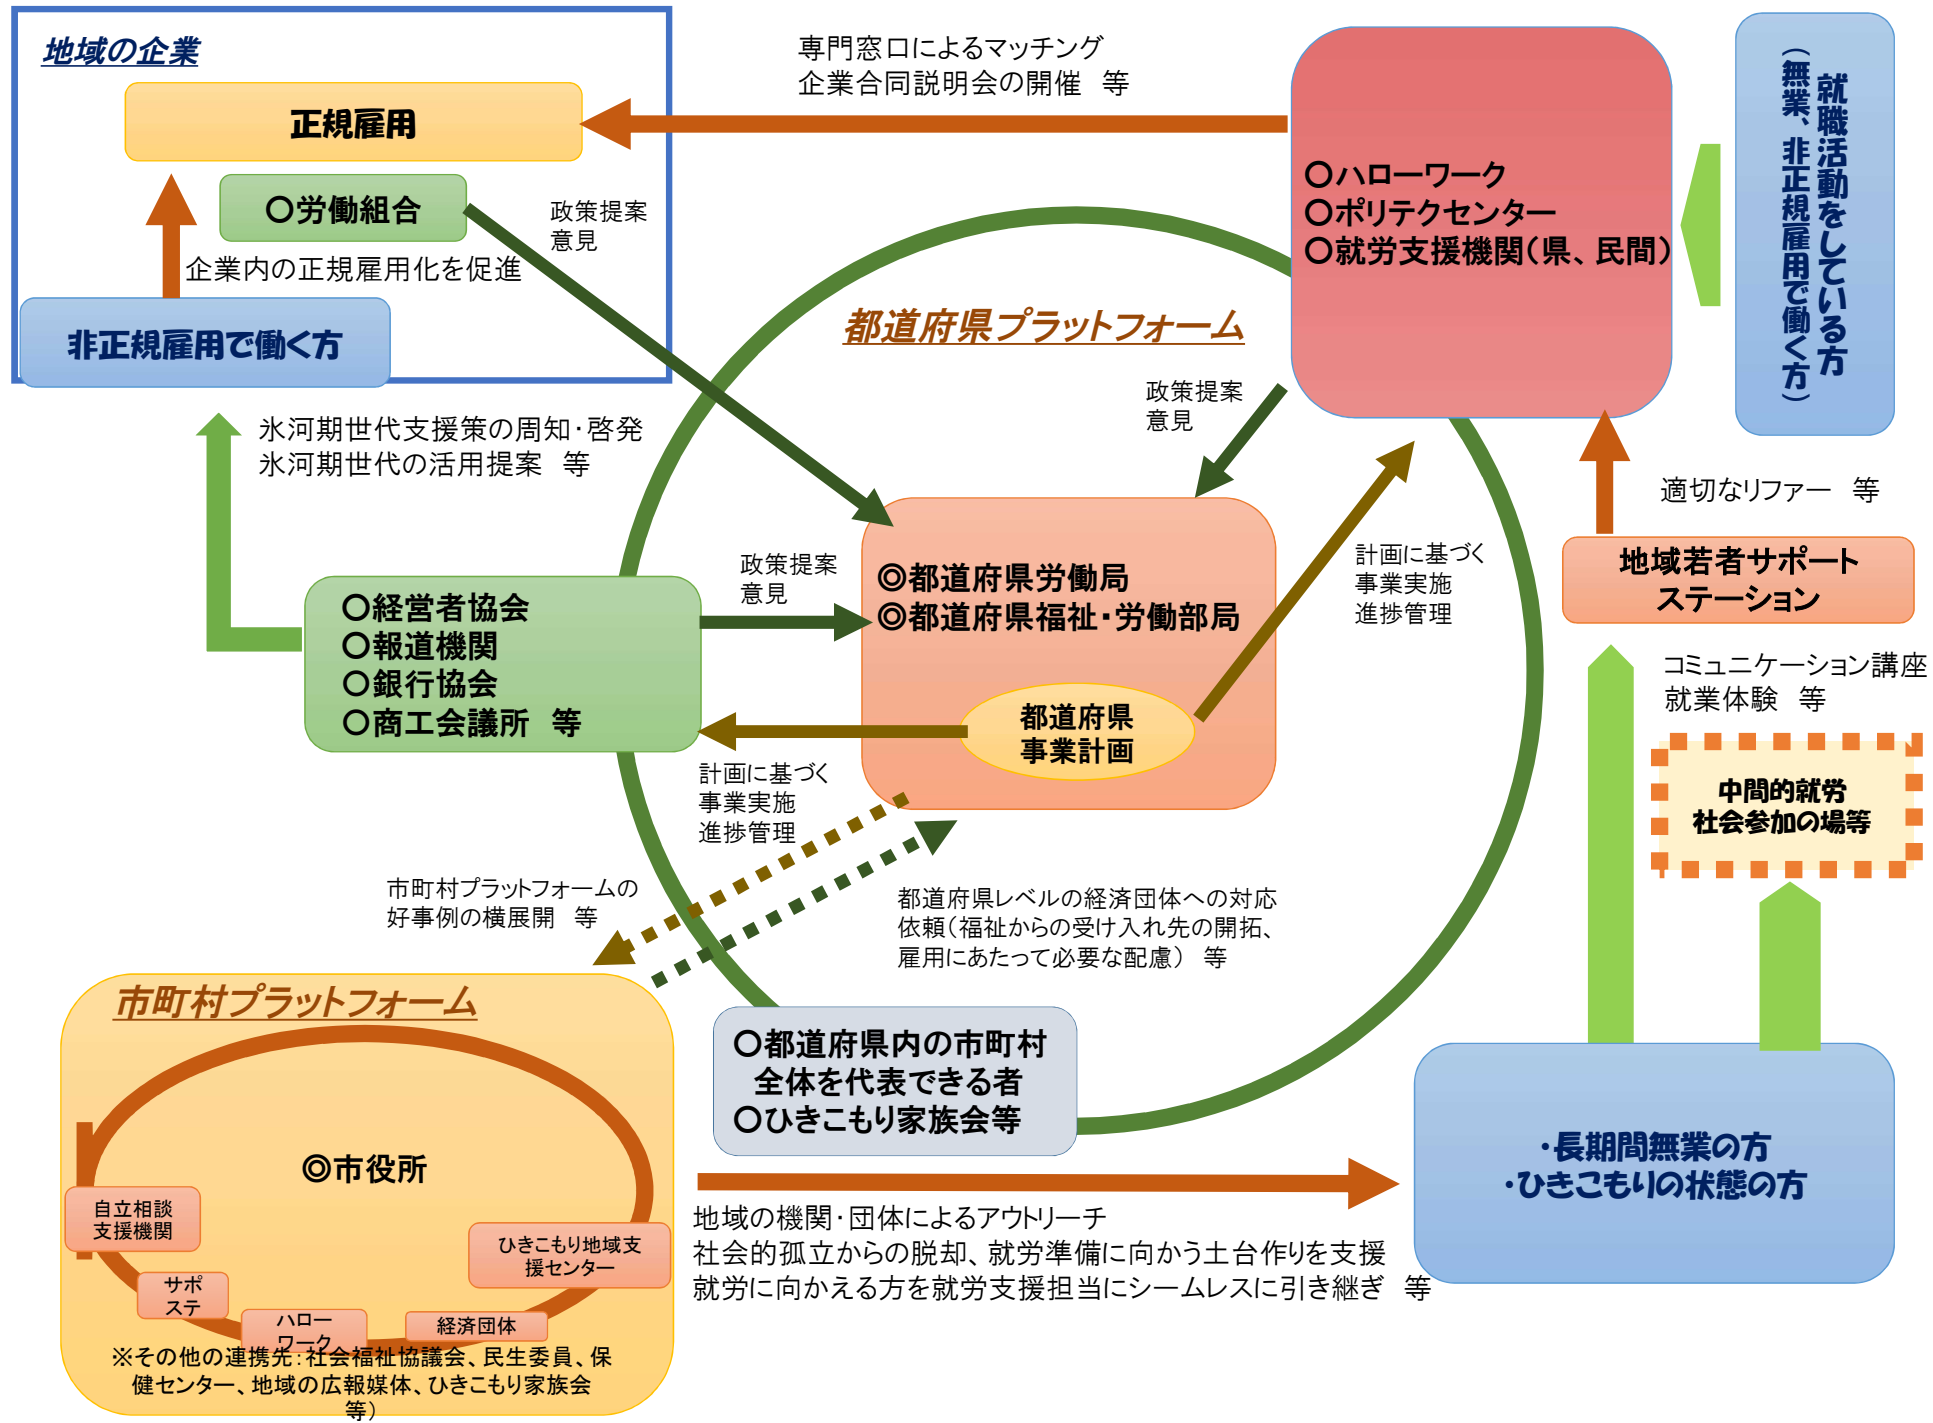 地域の企業
正規雇用
〇労働組合
政策提案
意見
企業内の正規雇用化を促進
非正規雇用で働く方
専門窓口によるマッチング
企業合同説明会の開催　等
〇ハローワーク
〇ポリテクセンター
〇就労支援機関（県、民間）
就職活動をしている方
（無業、非正規雇用で働く方）
都道府県プラットフォーム
政策提案
意見
氷河期世代支援策の周知・啓発
氷河期世代の活用提案　等
適切なリファー　等
地域若者サポート
ステーション
〇経営者協会
〇報道機関
〇銀行協会
〇商工会議所　等
政策提案
意見
◎都道府県労働局
◎都道府県福祉・労働部局
都道府県
事業計画
計画に基づく
事業実施
進捗管理
コミュニケーション講座
就業体験　等
中間的就労
社会参加の場等
計画に基づく
事業実施
進捗管理
市町村プラットフォームの
好事例の横展開　等
都道府県レベルの経済団体への対応
依頼（福祉からの受け入れ先の開拓、
雇用にあたって必要な配慮）　等
市町村プラットフォーム
◎市役所
自立相談
支援機関
サポ
ステ
ハロー
ワーク
経済団体
ひきこもり地域支
援センター
※その他の連携先：社会福祉協議会、民生委員、保
健センター、地域の広報媒体、ひきこもり家族会
等）
〇都道府県内の市町村
全体を代表できる者
〇ひきこもり家族会等
地域の機関・団体によるアウトリーチ
社会的孤立からの脱却、就労準備に向かう土台作りを支援
就労に向かえる方を就労支援担当にシームレスに引き継ぎ　等
・長期間無業の方
・ひきこもりの状態の方